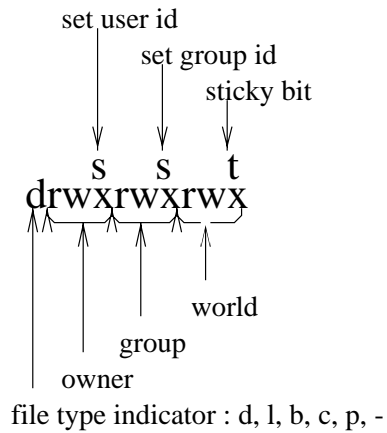 set user id
set group id
sticky bit
s s t
drwxrwxrwx
world
group
owner
file type indicator : d, l, b, c, p, -